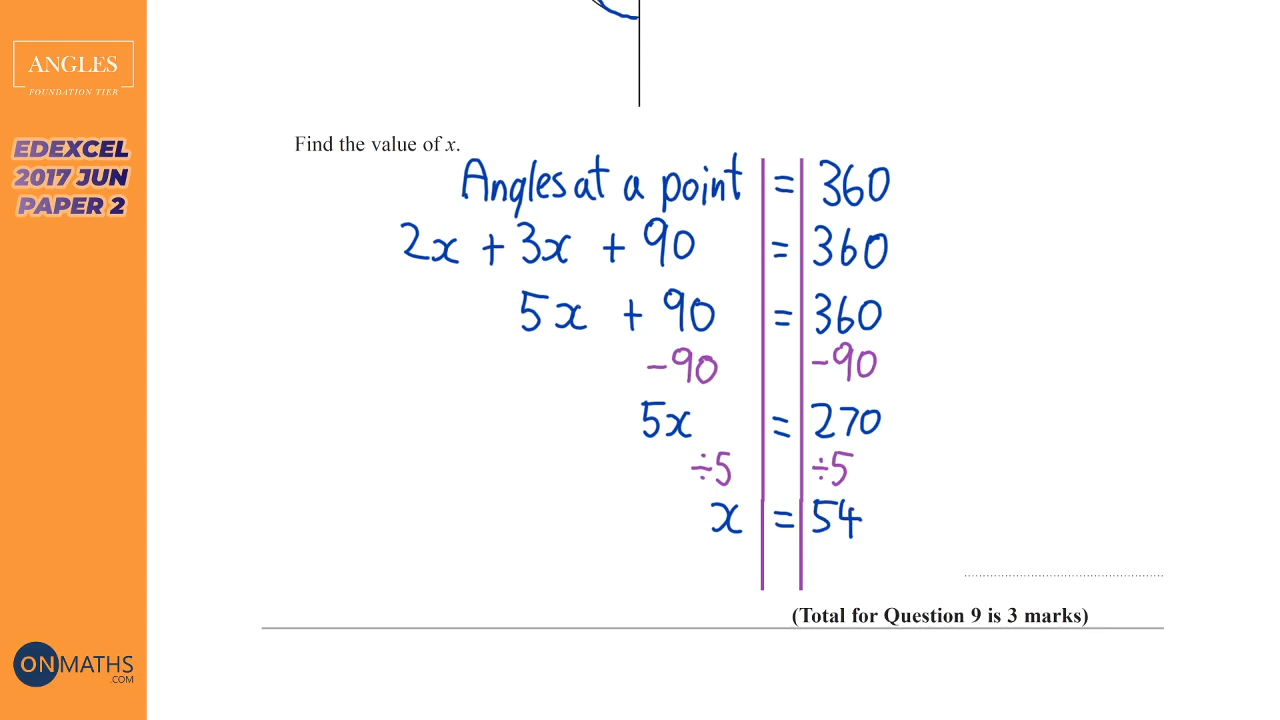 ANGLES
FOUNDATION TIER
EDEXCEL
2017 JUN
PAPER 2
Find the value of x.
Angles at a point = 360
2x + 3x + 90 = 360
5x + 90 = 360
-90 -90
5x = 270
÷5 ÷5
x = 54
(Total for Question 9 is 3 marks)
ONMATHS
.COM